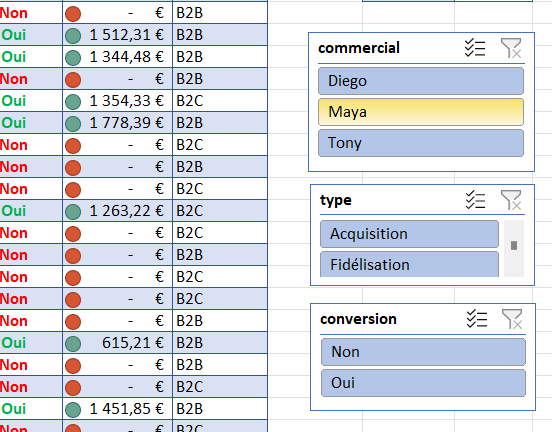 Non - € B2B
Oui 1 512,31 € B2B
Oui 1 344,48 € B2B
Non - € B2B
Oui 1 354,33 € B2C
Oui 1 778,39 € B2B
Non - € B2C
Non - € B2B
Non - € B2C
Oui 1 263,22 € B2C
Non - € B2C
Non - € B2B
Non - € B2C
Non - € B2B
Oui 615,21 € B2B
Non - € B2B
Non - € B2C
Oui 1 451,85 € B2B
Non - € B2C
commercial
Diego
Maya
Tony
type
Acquisition
Fidélisation
conversion
Non
Oui